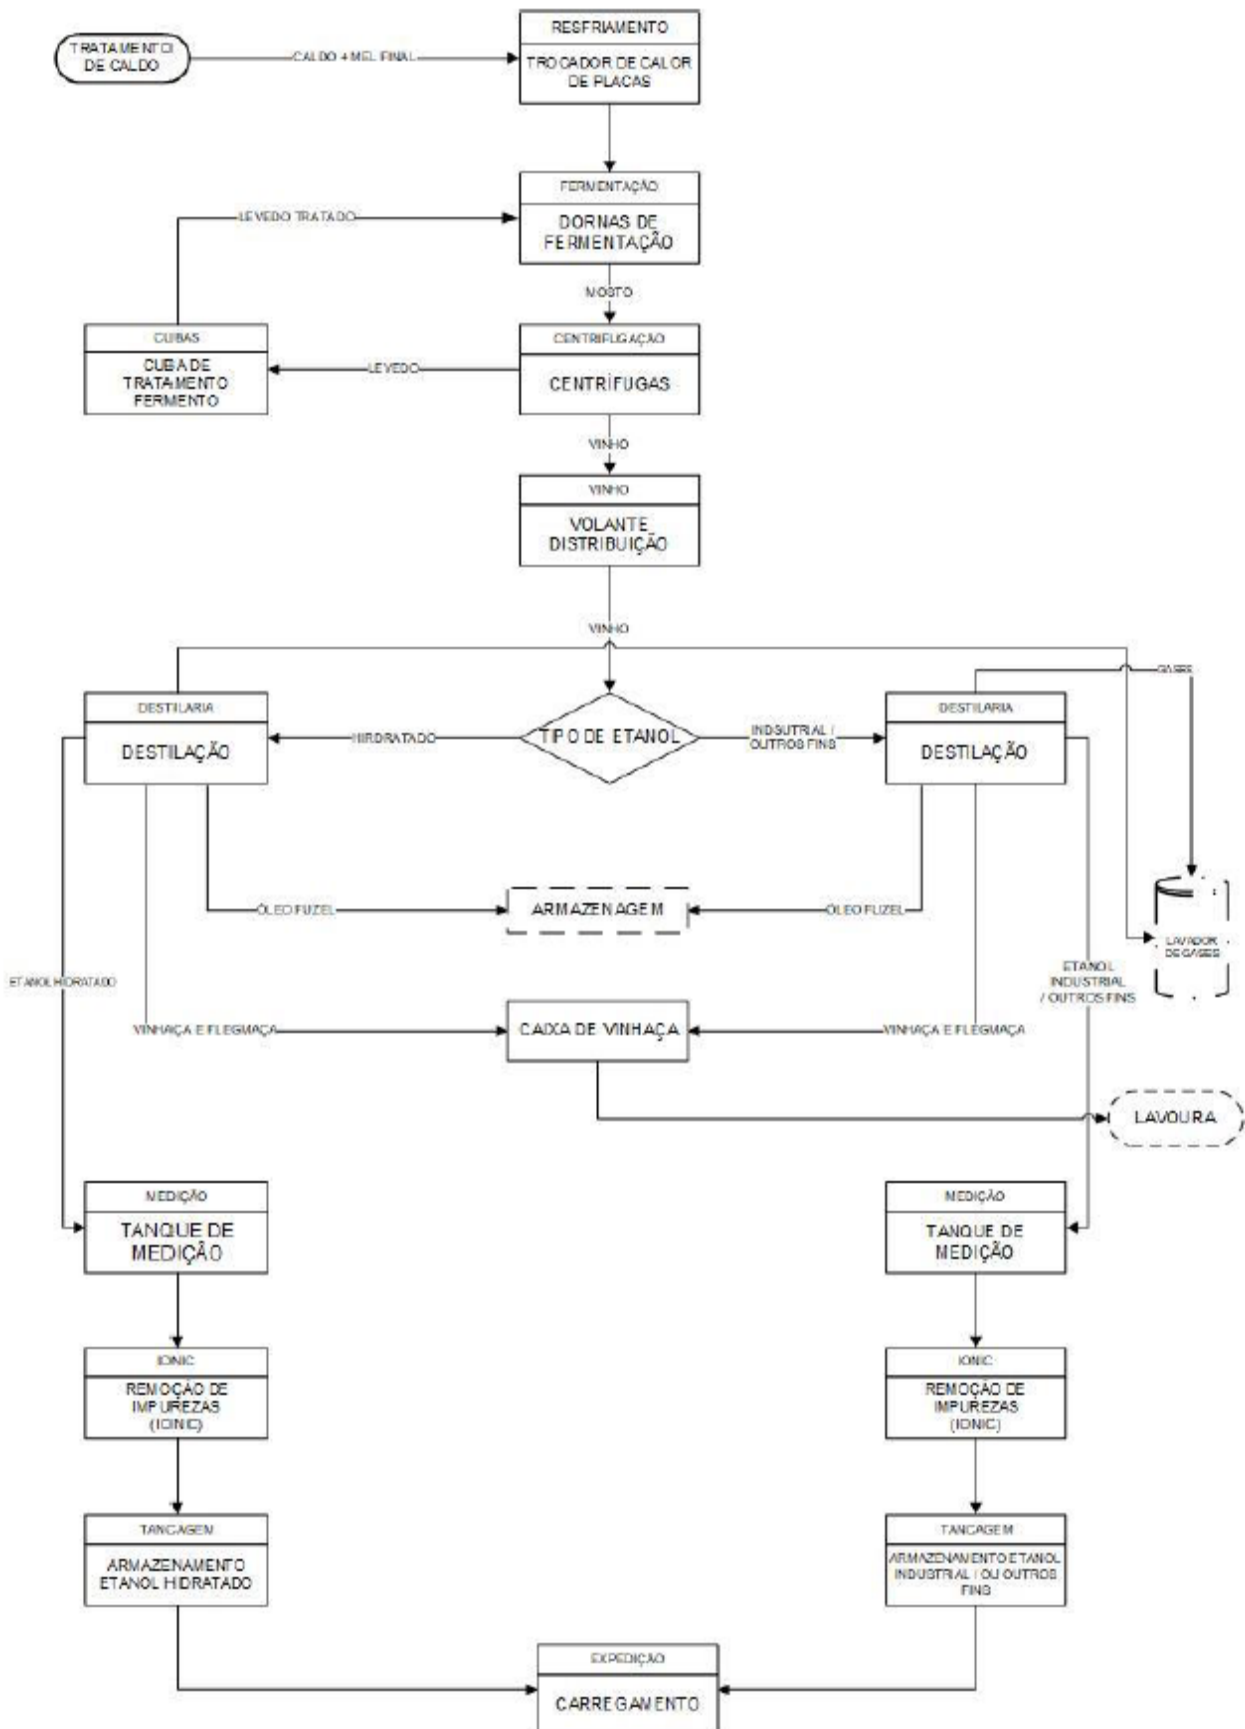 RESFRIAMENTO
TRATAMENTO
DE CALDO
CALDO + MEL FINAL
TROCADOR DE CALOR
DE PLACAS
FERMENTAÇÃO
LEVEDO TRATADO
DORNAS DE
FERMENTAÇÃO
MOSTO
CUBAS
CENTRIFUGAÇÃO
CUBA DE
TRATAMENTO
FERMENTO
LEVEDO
CENTRÍFUGAS
VINHO
VINHO
VOLANTE
DISTRIBUIÇÃO
VINHO
GASES
DESTILARIA
DESTILARIA
DESTILAÇÃO
HIRDRATADO
TIPO DE ETANOL
INDSUTRIAL /
OUTROS FINS
DESTILAÇÃO
ÓLEO FUZEL
ARMAZENAGEM
ÓLEO FUZEL
LAVADOR
DE GASES
ETANOL HIDRATADO
ETANOL
INDUSTRIAL
/ OUTROS FINS
VINHAÇA E FLEGMAÇA
CAIXA DE VINHAÇA
VINHAÇA E FLEGMAÇA
LAVOURA
MEDIÇÃO
MEDIÇÃO
TANQUE DE
MEDIÇÃO
TANQUE DE
MEDIÇÃO
IONIC
IONIC
REMOÇÃO DE
IMPUREZAS
(IONIC)
REMOÇÃO DE
IMPUREZAS
(IONIC)
TANCAGEM
TANCAGEM
ARMAZENAMENTO
ETANOL HIDRATADO
ARMAZENAMENTO ETANOL
INDUSTRIAL / OU OUTROS
FINS
EXPEDIÇÃO
CARREGAMENTO